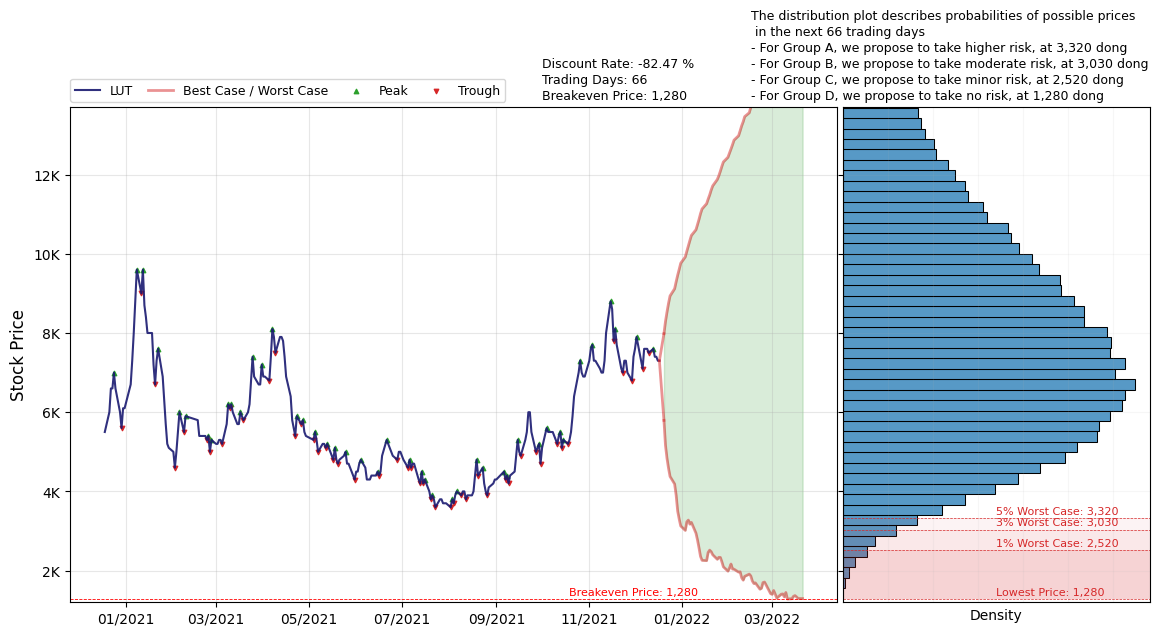 The distribution plot describes probabilities of possible prices
in the next 66 trading days
- For Group A, we propose to take higher risk, at 3,320 dong
- For Group B, we propose to take moderate risk, at 3,030 dong
- For Group C, we propose to take minor risk, at 2,520 dong
- For Group D, we propose to take no risk, at 1,280 dong
Discount Rate: -82.47 %
Trading Days: 66
Breakeven Price: 1,280
LUT
Best Case / Worst Case
Peak
Trough
Stock Price
12K
10K
8K
6K
4K
2K
Breakeven Price: 1,280
01/2021
03/2021
05/2021
07/2021
09/2021
11/2021
01/2022
03/2022
5% Worst Case: 3,320
3% Worst Case: 3,030
1% Worst Case: 2,520
Lowest Price: 1,280
Density